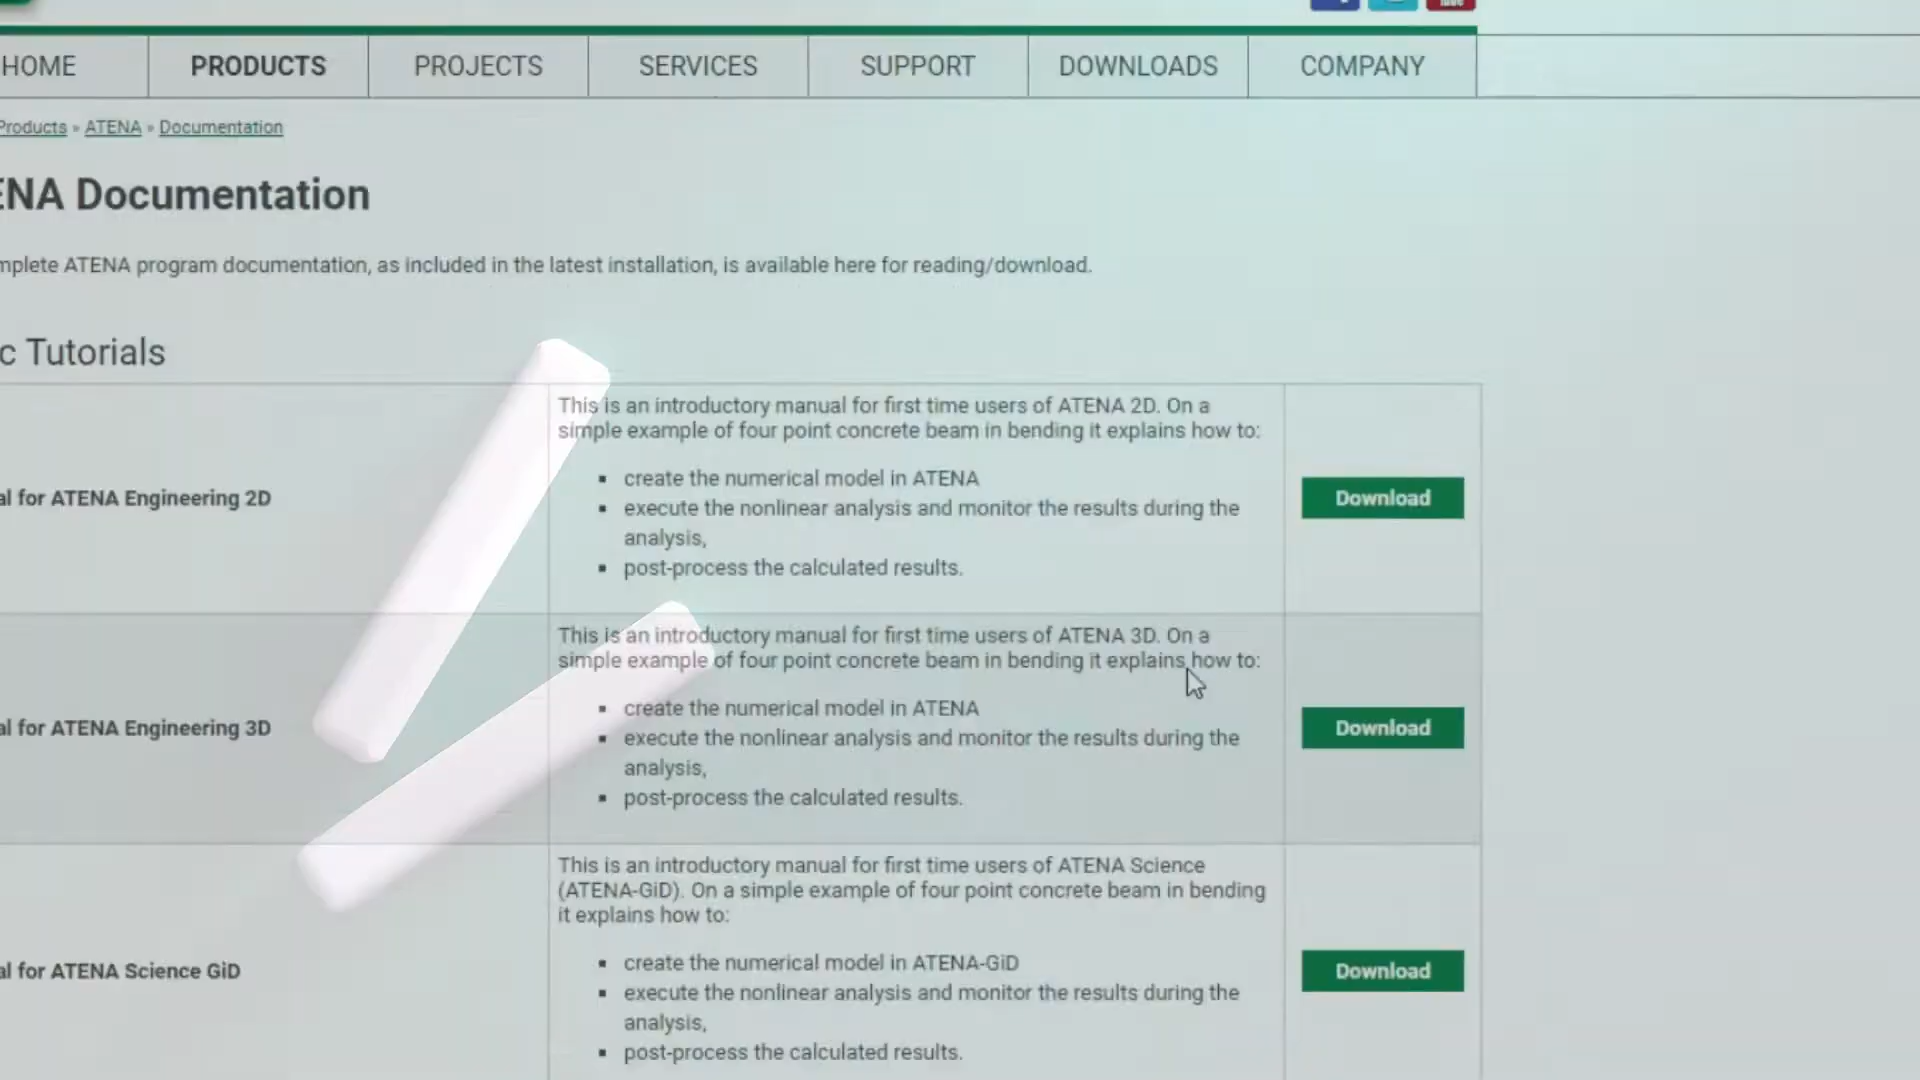 HOME PRODUCTS PROJECTS SERVICES SUPPORT DOWNLOADS COMPANY
Products » ATENA » Documentation
ENA Documentation
mplete ATENA program documentation, as included in the latest installation, is available here for reading/download.
c Tutorials
This is an introductory manual for first time users of ATENA 2D. On a
simple example of four point concrete beam in bending it explains how to:
▪ create the numerical model in ATENA
al for ATENA Engineering 2D
Download
▪ execute the nonlinear analysis and monitor the results during the
analysis,
▪ post-process the calculated results.
This is an introductory manual for first time users of ATENA 3D. On a
simple example of four point concrete beam in bending it explains how to:
▪ create the numerical model in ATENA
al for ATENA Engineering 3D
Download
▪ execute the nonlinear analysis and monitor the results during the
analysis,
▪ post-process the calculated results.
This is an introductory manual for first time users of ATENA Science
(ATENA-GiD). On a simple example of four point concrete beam in bending
it explains how to:
▪ create the numerical model in ATENA-GiD
al for ATENA Science GiD
Download
▪ execute the nonlinear analysis and monitor the results during the
analysis,
▪ post-process the calculated results.